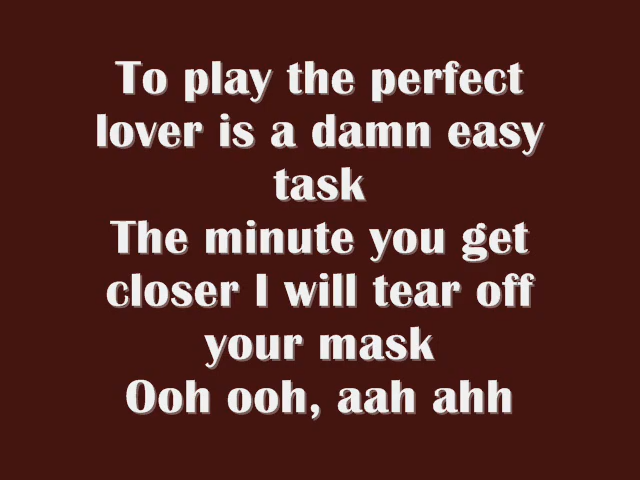 To play the perfect
lover is a damn easy
task
The minute you get
closer I will tear off
your mask
Ooh ooh, aah ahh